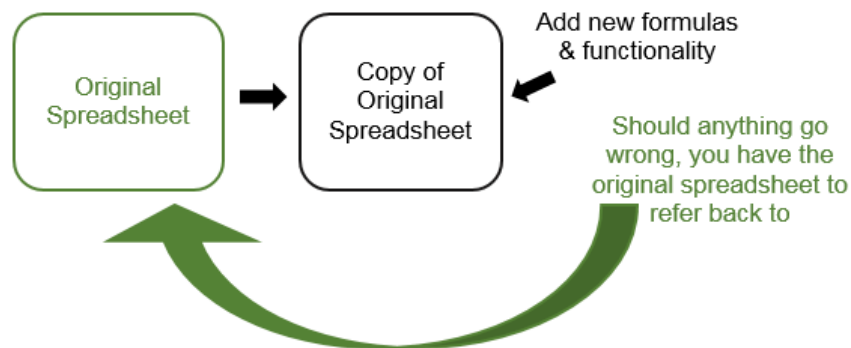 Original
Spreadsheet
Copy of
Original
Spreadsheet
Add new formulas
& functionality
Should anything go
wrong, you have the
original spreadsheet to
refer back to